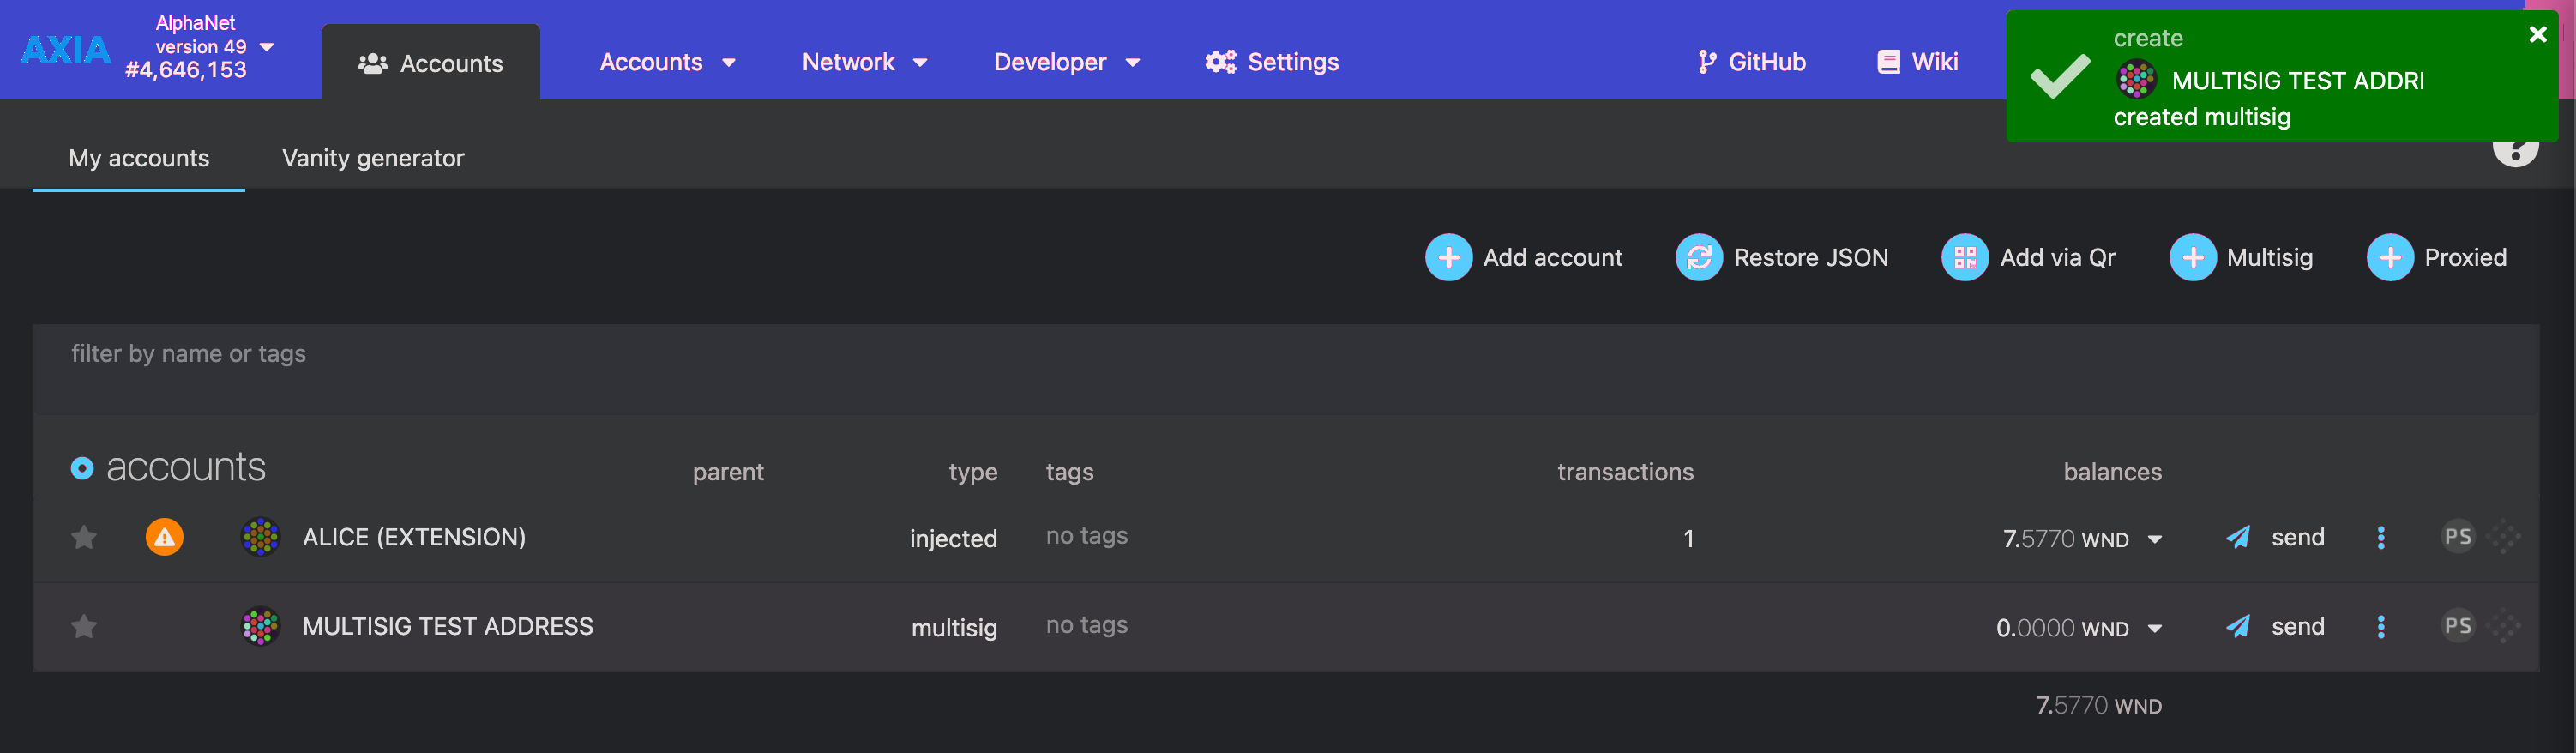 AXIA
AlphaNet
version 49
#4,646,153
Accounts
Accounts
Network
Developer
Settings
GitHub
Wiki
create
MULTISIG TEST ADDRI
created multisig
My accounts
Vanity generator
?
Add account
Restore JSON
Add via Qr
Multisig
Proxied
filter by name or tags
accounts parent type tags transactions balances
ALICE (EXTENSION) injected no tags 1 7.5770 WND send PS
MULTISIG TEST ADDRESS multisig no tags 0.0000 WND send PS
7.5770 WND